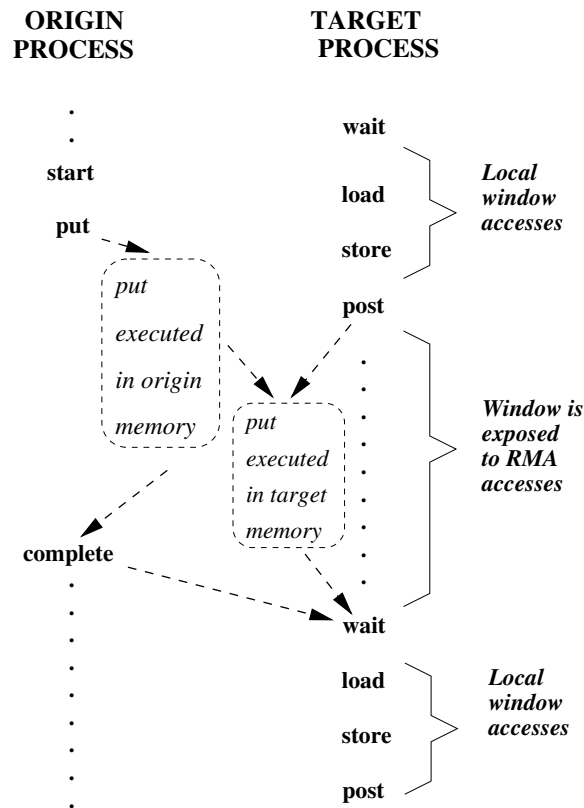 ORIGIN
PROCESS
TARGET
PROCESS
wait
start
load
put
store
Local
window
accesses
put
executed
in origin
memory
post
put
executed
in target
memory
Window is
exposed
to RMA
accesses
complete
wait
load
store
post
Local
window
accesses